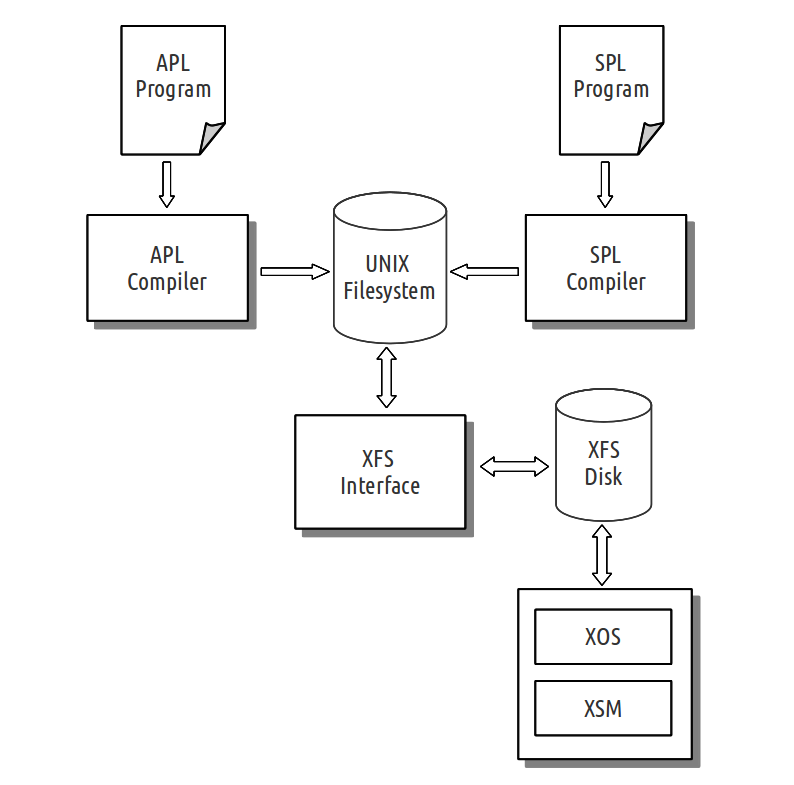 APL
Program
SPL
Program
APL
Compiler
UNIX
Filesystem
SPL
Compiler
XFS
Interface
XFS
Disk
XOS
XSM